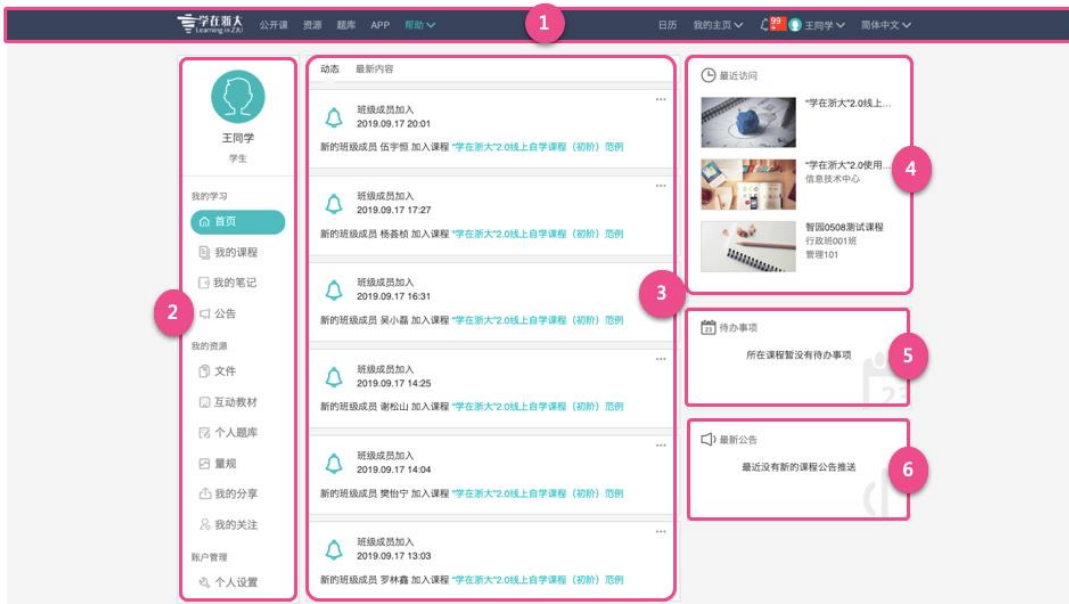 学在浙大
Learning in ZJU
公开课 资源 题库 APP 帮助
1
日历 我的主页 99+ 王同学 简体中文
王同学
学生
我的学习
首页
我的课程
我的笔记
2
公告
我的资源
文件
互动教材
个人题库
量规
我的分享
我的关注
账户管理
个人设置
动态 最新内容
班级成员加入
2019.09.17 20:01
新的班级成员 伍宇恒 加入课程 "学在浙大"2.0线上自学课程（初阶）范例
班级成员加入
2019.09.17 17:27
新的班级成员 杨荟桢 加入课程 "学在浙大"2.0线上自学课程（初阶）范例
班级成员加入
2019.09.17 16:31
3
新的班级成员 吴小磊 加入课程 "学在浙大"2.0线上自学课程（初阶）范例
班级成员加入
2019.09.17 14:25
新的班级成员 谢松山 加入课程 "学在浙大"2.0线上自学课程（初阶）范例
班级成员加入
2019.09.17 14:04
新的班级成员 樊怡宁 加入课程 "学在浙大"2.0线上自学课程（初阶）范例
班级成员加入
2019.09.17 13:03
新的班级成员 罗林鑫 加入课程 "学在浙大"2.0线上自学课程（初阶）范例
最近访问
"学在浙大"2.0线上...
"学在浙大"2.0使用...
信息技术中心
4
智园0508测试课程
行政班001班
管理101
23 待办事项
所在课程暂没有待办事项
5
23
最新公告
最近没有新的课程公告推送
6